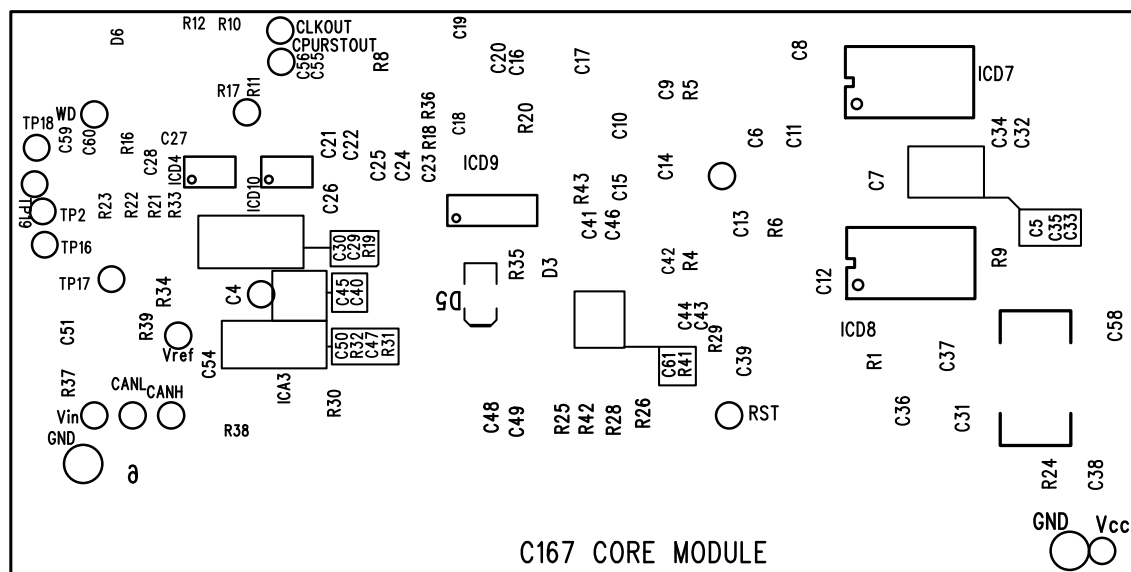 R12
R10
CLKOUT
CPURSTOUT
C19
D6
C56
C55
R8
C20
C16
C17
C8
ICD7
R17
R11
C9
R5
WD
TP18
C59
C60
R16
C27
C28
ICD4
ICD10
C21
C22
C25
C24
C23
R18
R36
C18
R20
C10
C6
C11
C34
C32
ICD9
C14
C7
TP19
TP2
R23
R22
R21
R33
C26
R43
C15
C41
C46
C13
R6
C5
C35
C33
TP16
C30
C29
R19
R35
D3
C42
R4
R9
TP17
R34
C4
C45
C40
D5
C12
C51
R39
Vref
C54
C50
R32
C47
R31
C44
C43
R29
ICD8
C58
R37
ICA3
R30
C61
R41
C39
R1
C37
Vin
CANL
CANH
R38
C48
C49
R25
R42
R28
R26
RST
C36
C31
GND
a
R24
C38
C167 CORE MODULE
GND
Vcc